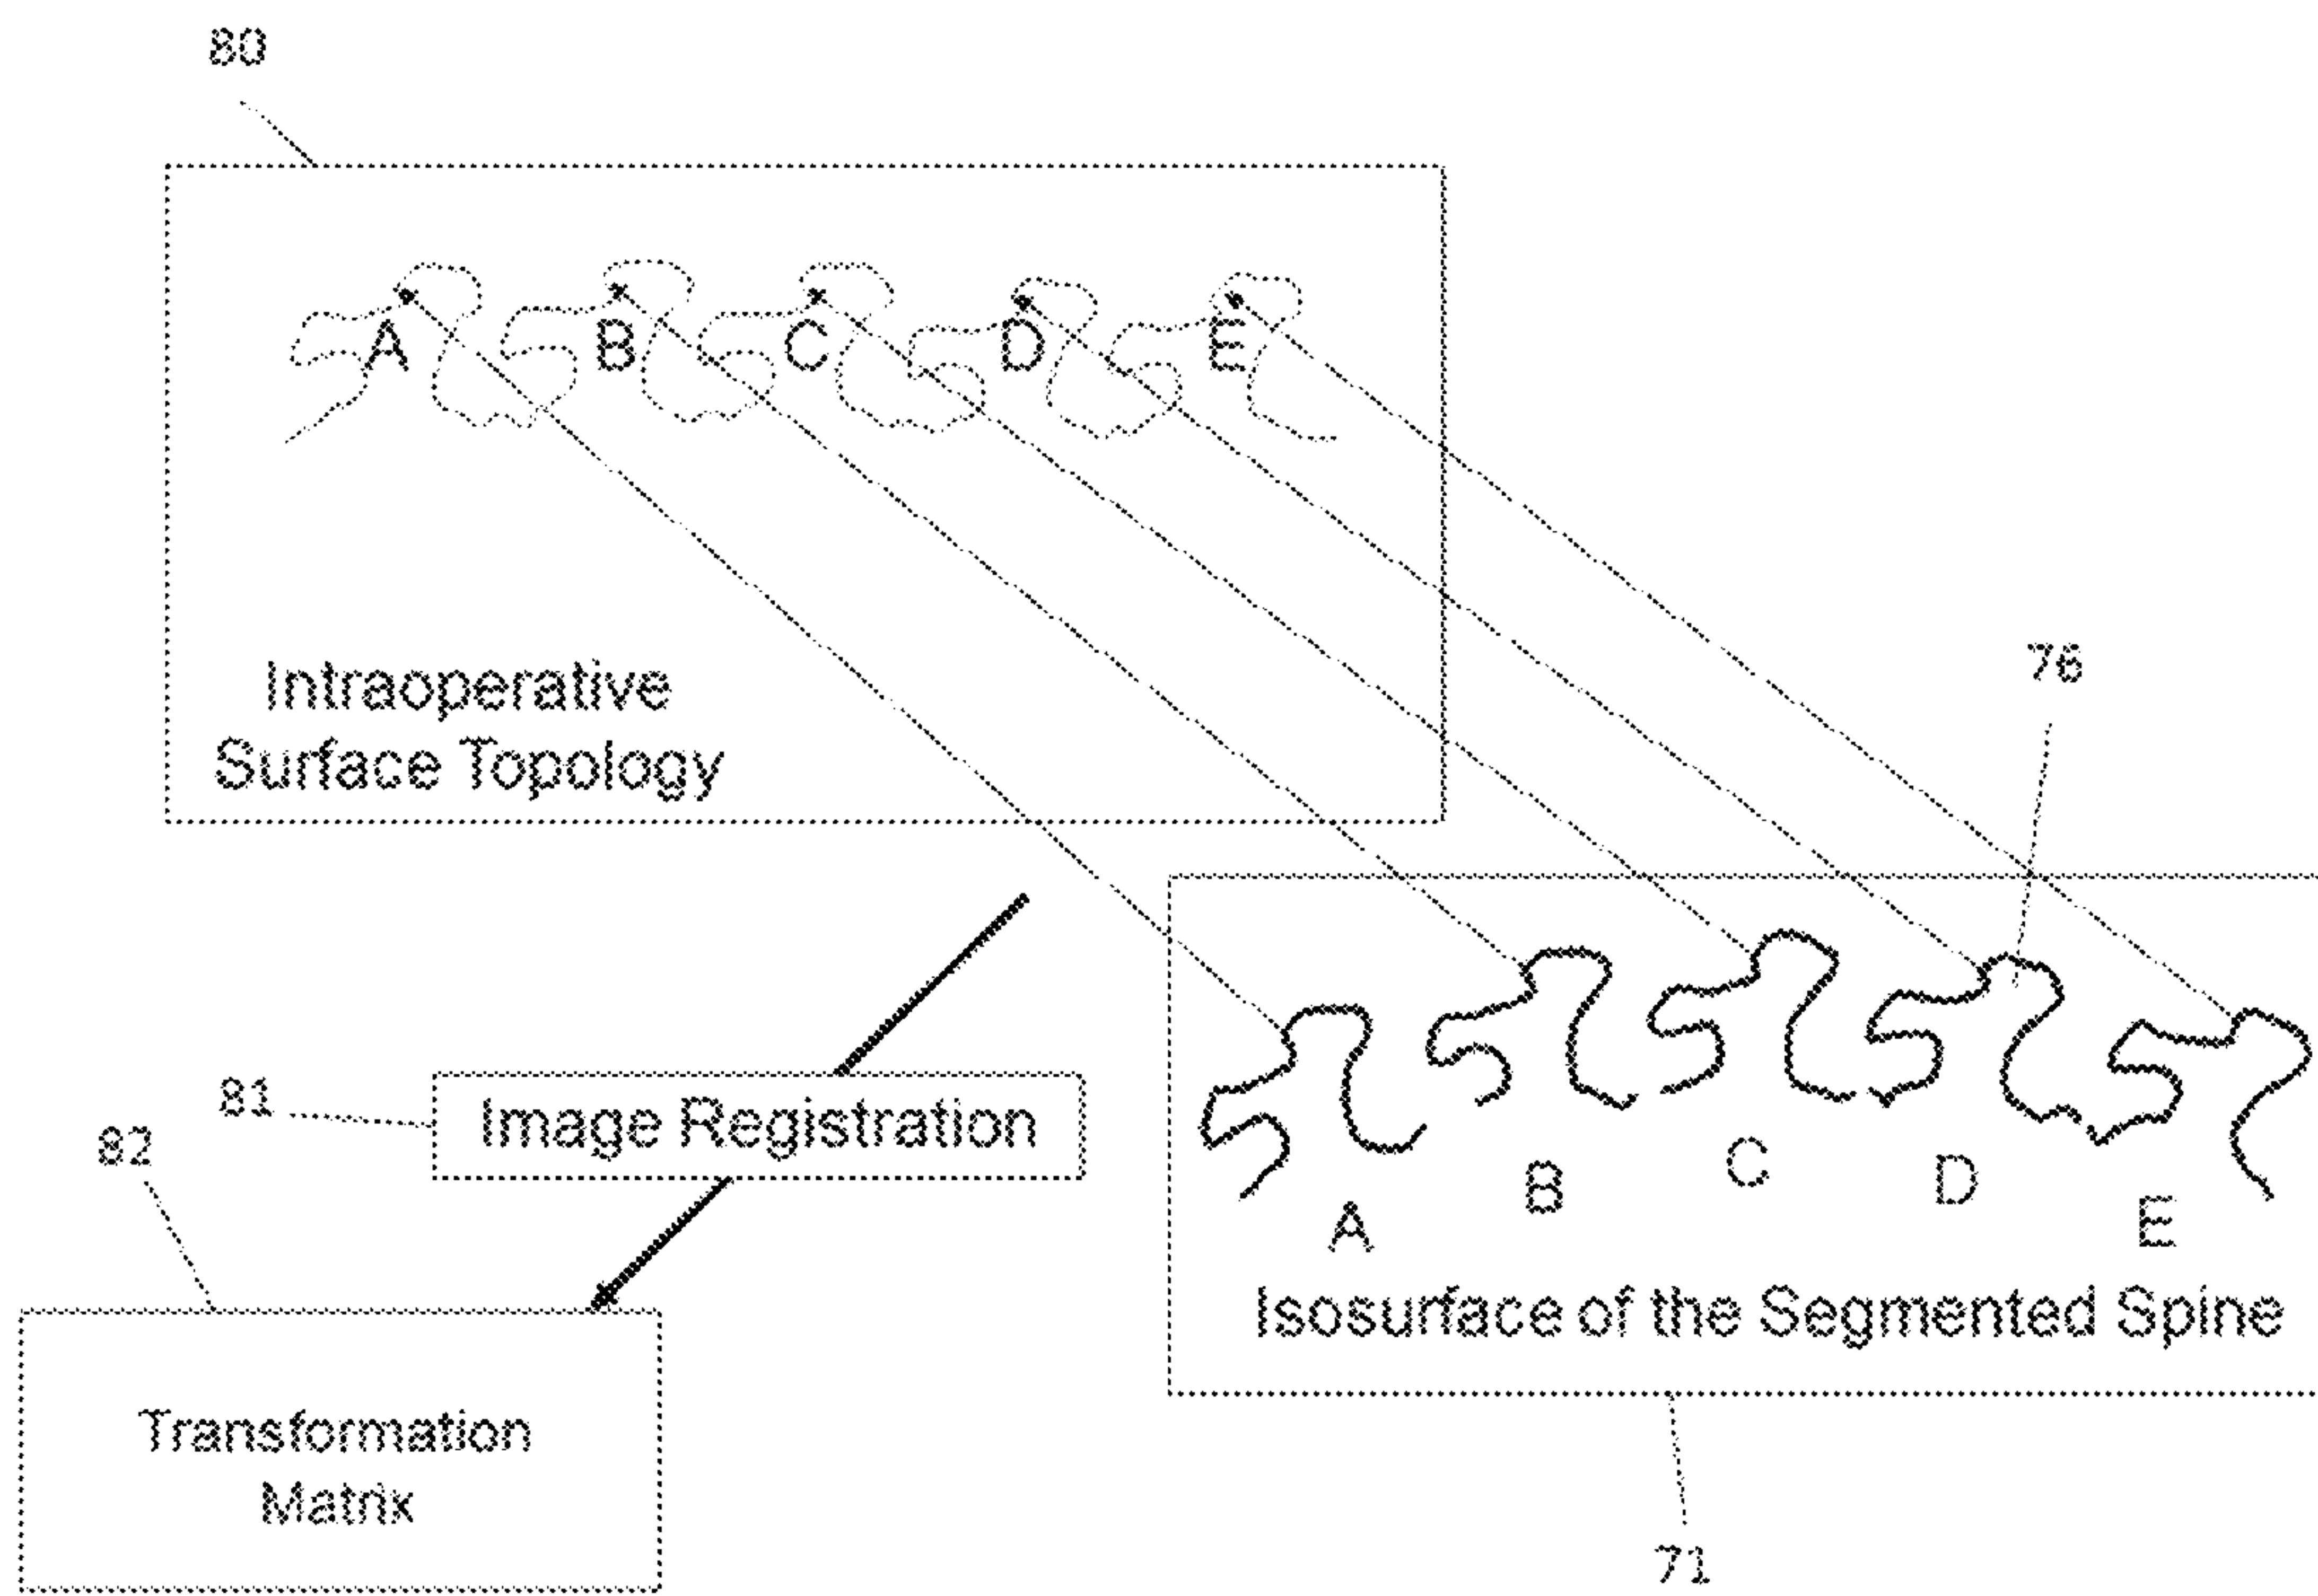 80
A B C D E
Intraoperative
Surface Topology
76
81
Image Registration
82
A B C D E
Isosurface of the Segmented Spine
Transformation
Matrix
71